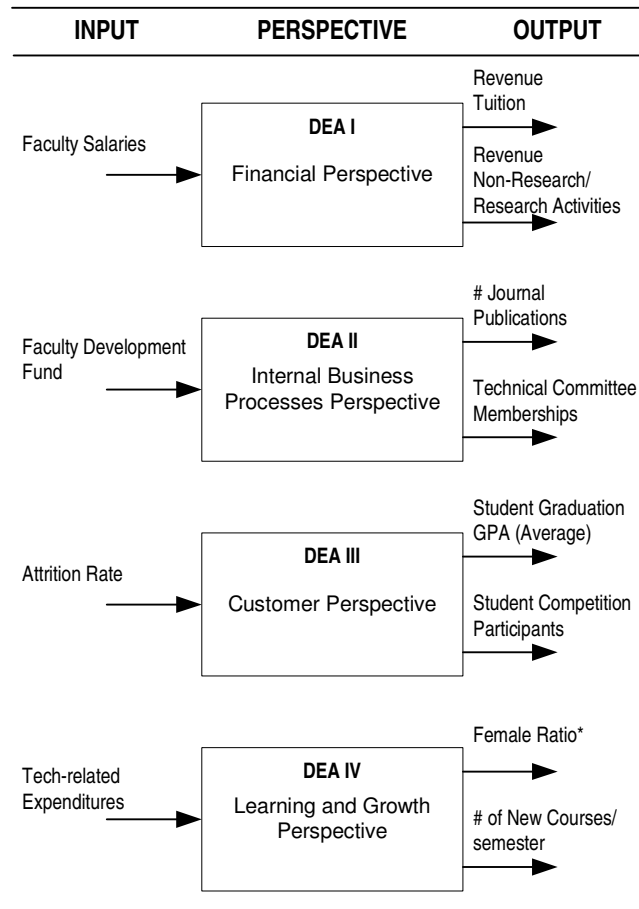 INPUT PERSPECTIVE OUTPUT
Faculty Salaries
DEA I
Financial Perspective
Revenue
Tuition
Revenue
Non-Research/
Research Activities
Faculty Development
Fund
DEA II
Internal Business
Processes Perspective
# Journal
Publications
Technical Committee
Memberships
Attrition Rate
DEA III
Customer Perspective
Student Graduation
GPA (Average)
Student Competition
Participants
Tech-related
Expenditures
DEA IV
Learning and Growth
Perspective
Female Ratio*
# of New Courses/
semester